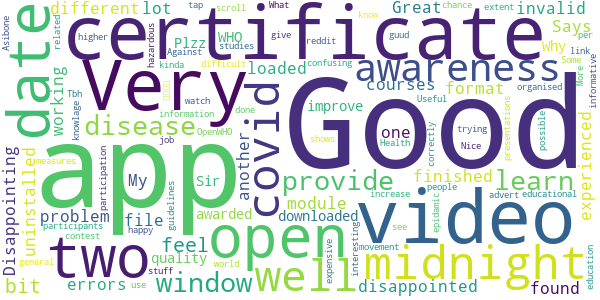 certificate
Good
app
Very
video
date
covid
awareness
midnight
two
open
well
window
provide
learn
disease
different
lot
Great
invalid
Says
Plzz
WHO
Why
loaded
courses
format
working
improve
one
finished
experienced
uninstalled
Disappointing
My
Sir
another
module
downloaded
problem
file
awarded
feel
quality
bit
errors
disappointed
found
Asibone
related
tap
scroll
What
know
chance
extent
higher
hazardous
Against
studies
kinda
difficult
etc
give
reddit
guud
Some
More
per
link
informative
Tbh
knowlage
watch
information
done
confusing
Useful
organised
trying
presentations
possible
OpenWHO
job
shows
Health
correctly
Nice
measures
participation
guidelines
participants
contest
happy
increase
people
epidemic
advert
educational
general
stuff
use
world
expensive
interesting
movement
see
education